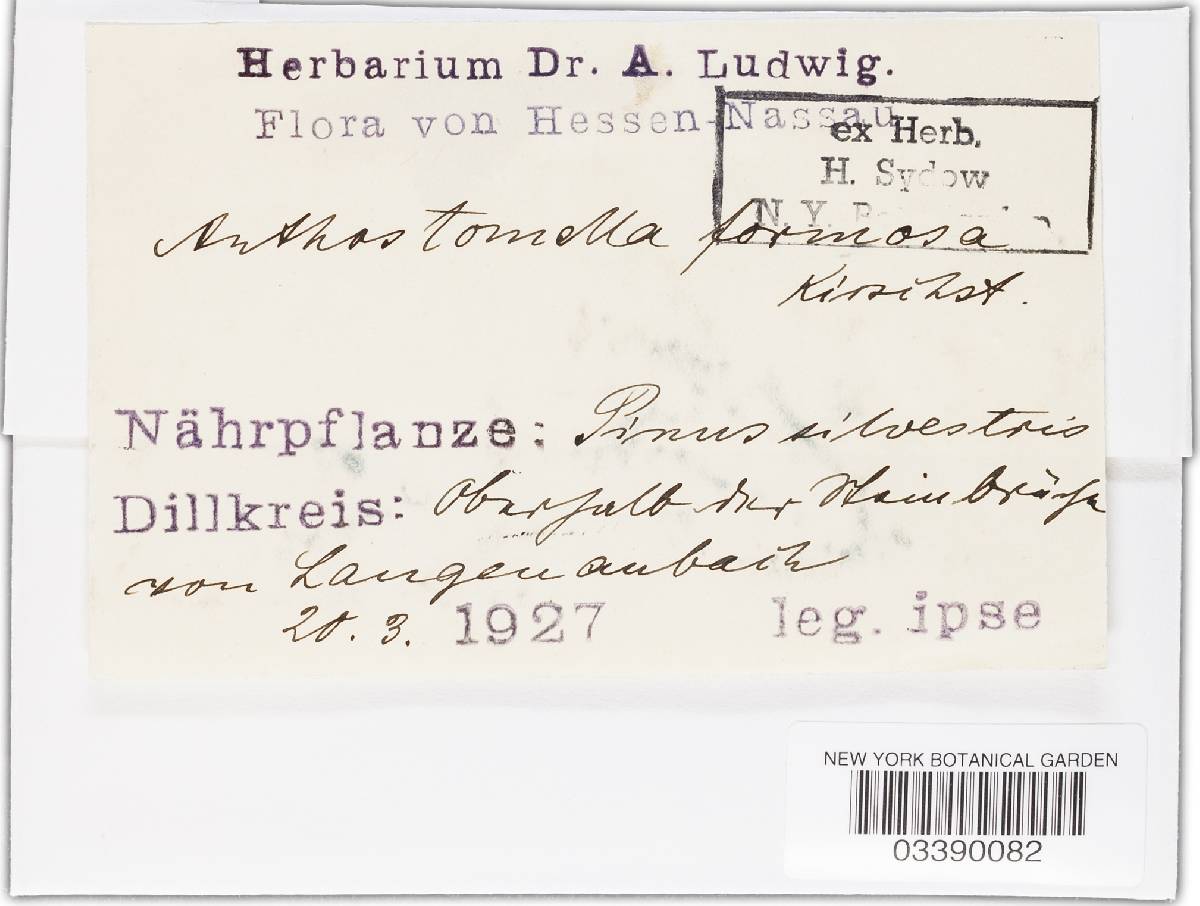 Herbarium Dr. A. Ludwig.
Flora von Hessen-Nassau
ex Herb.
H. Sydow
N. Y.
Anthostomella formosa
Kirschst.
Nährpflanze: Pinus silvestris
Dillkreis: Oberhalb der Steinbrüche
von Langenaubach
20. 3. 1927 leg. ipse
NEW YORK BOTANICAL GARDEN
03390082